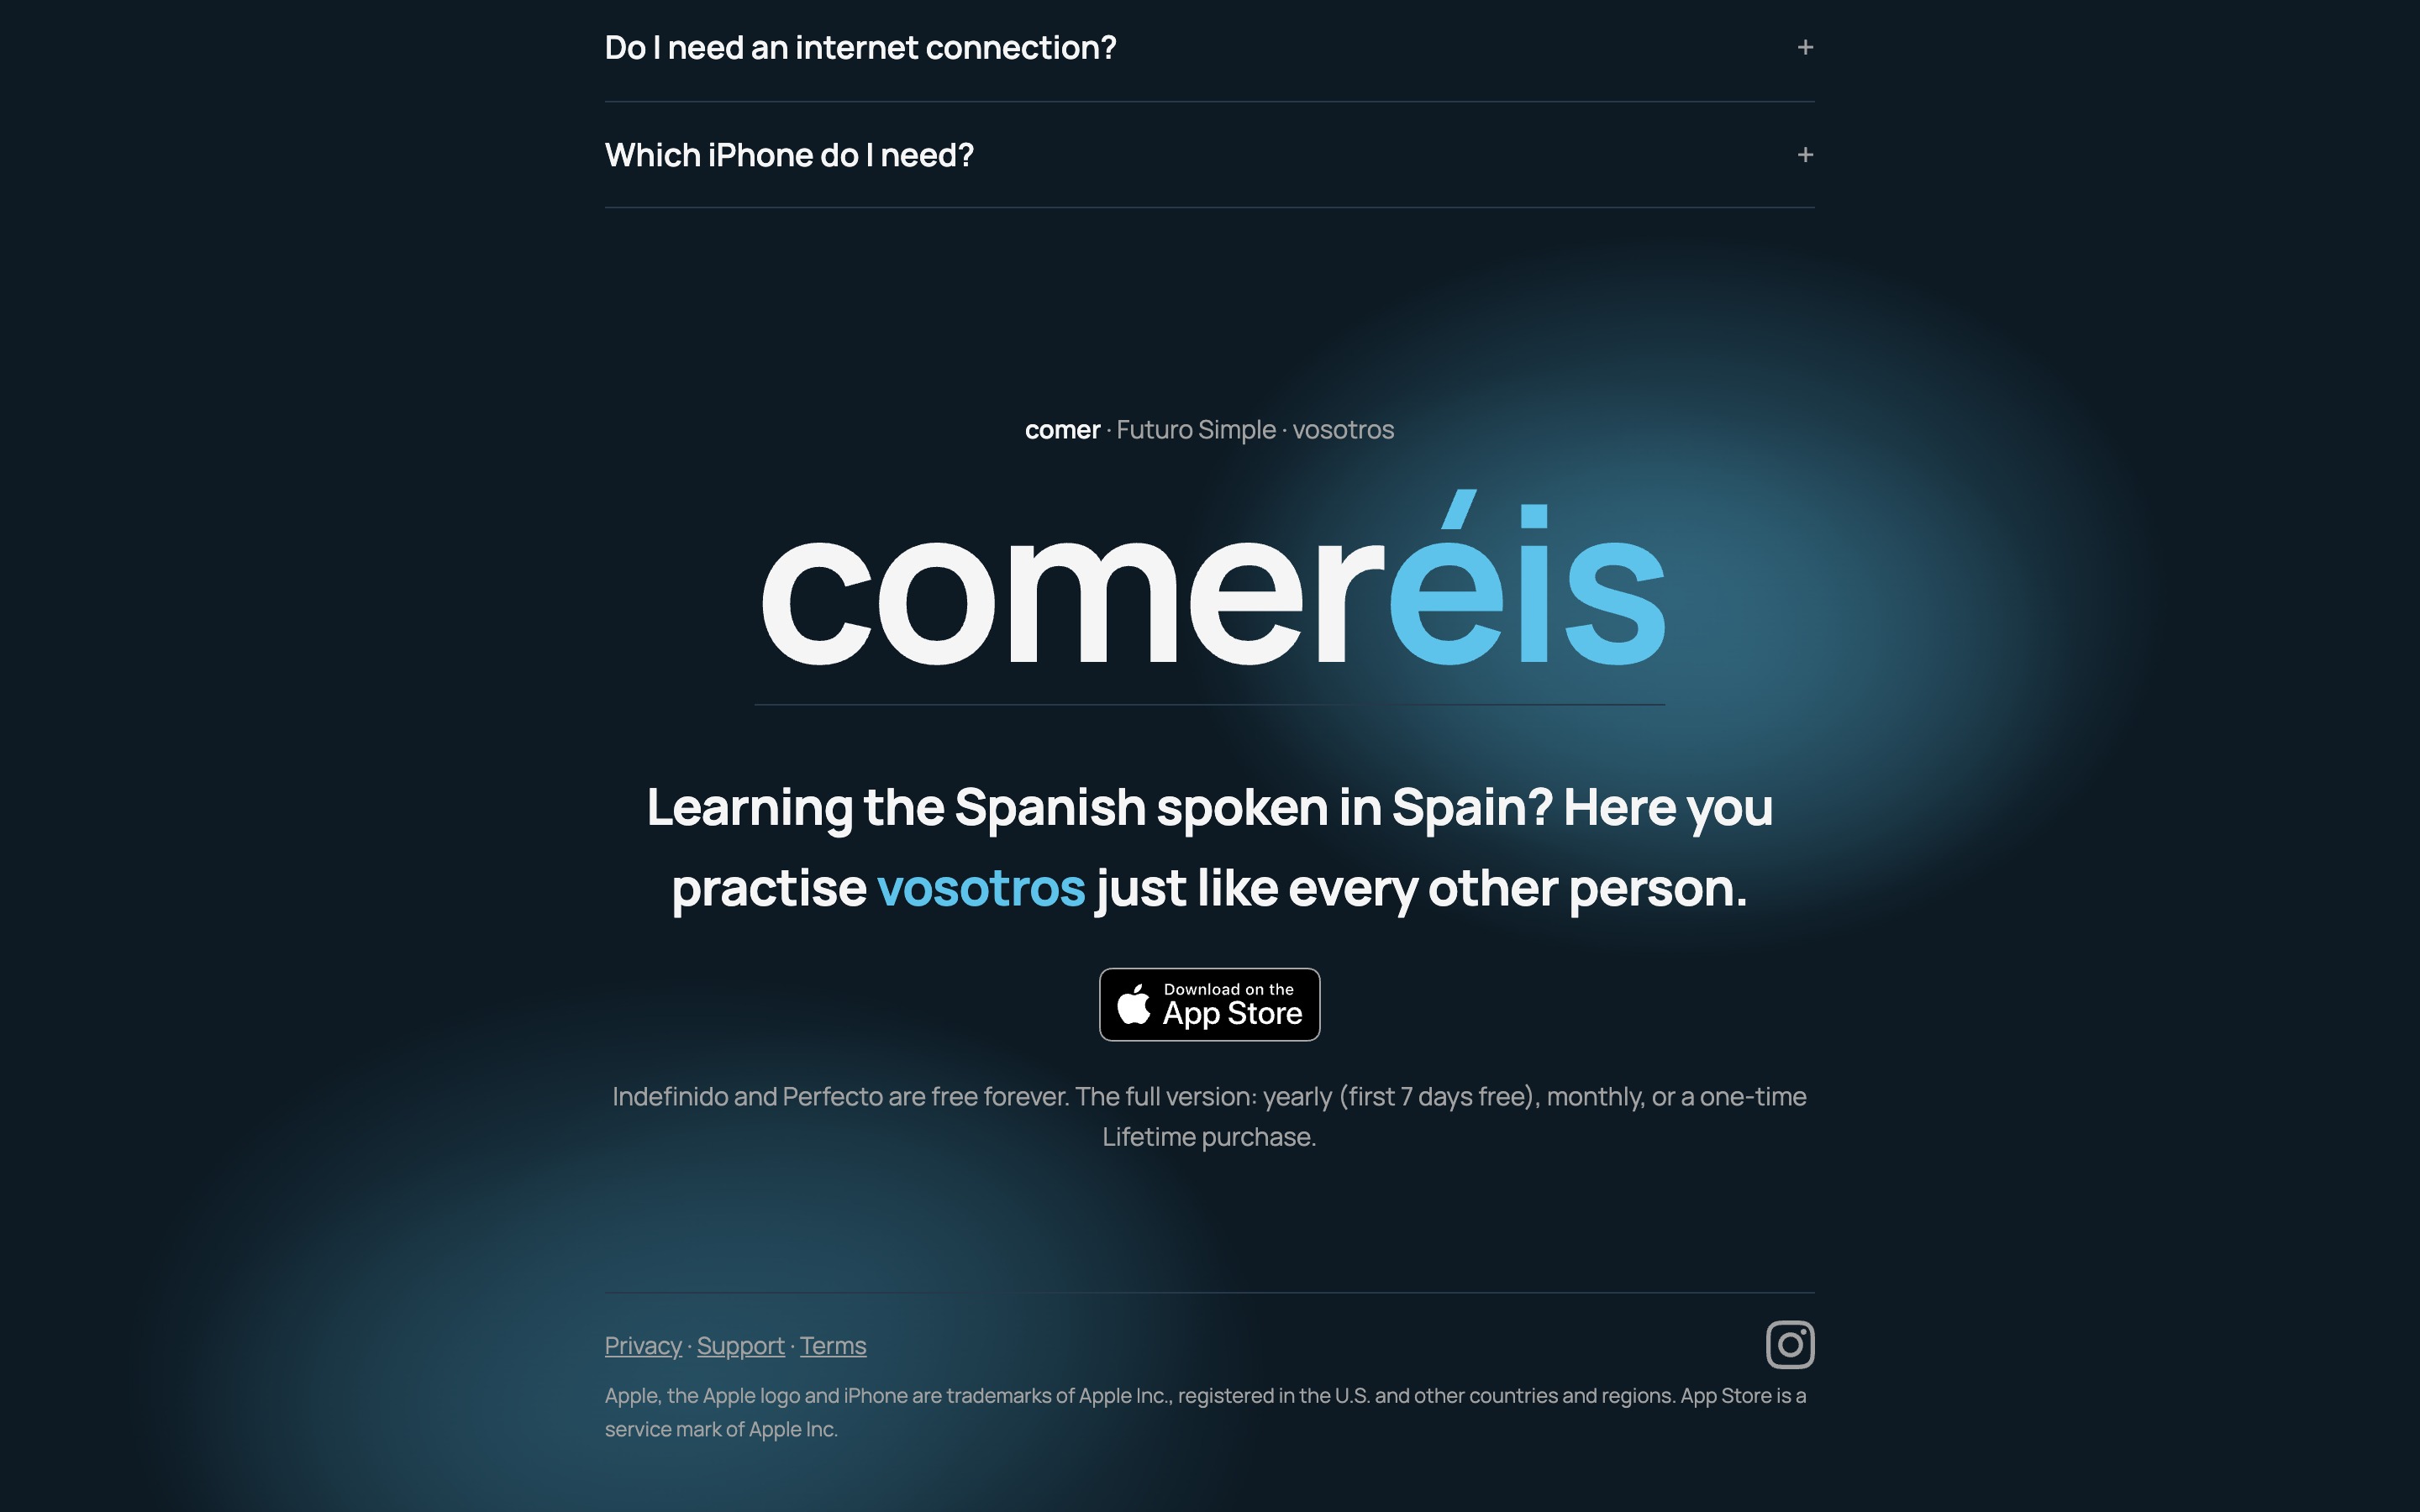 Do I need an internet connection? +
Which iPhone do I need? +
comer · Futuro Simple · vosotros
comeréis
Learning the Spanish spoken in Spain? Here you
practise vosotros just like every other person.
Download on the
App Store
Indefinido and Perfecto are free forever. The full version: yearly (first 7 days free), monthly, or a one-time
Lifetime purchase.
Privacy · Support · Terms
Apple, the Apple logo and iPhone are trademarks of Apple Inc., registered in the U.S. and other countries and regions. App Store is a
service mark of Apple Inc.